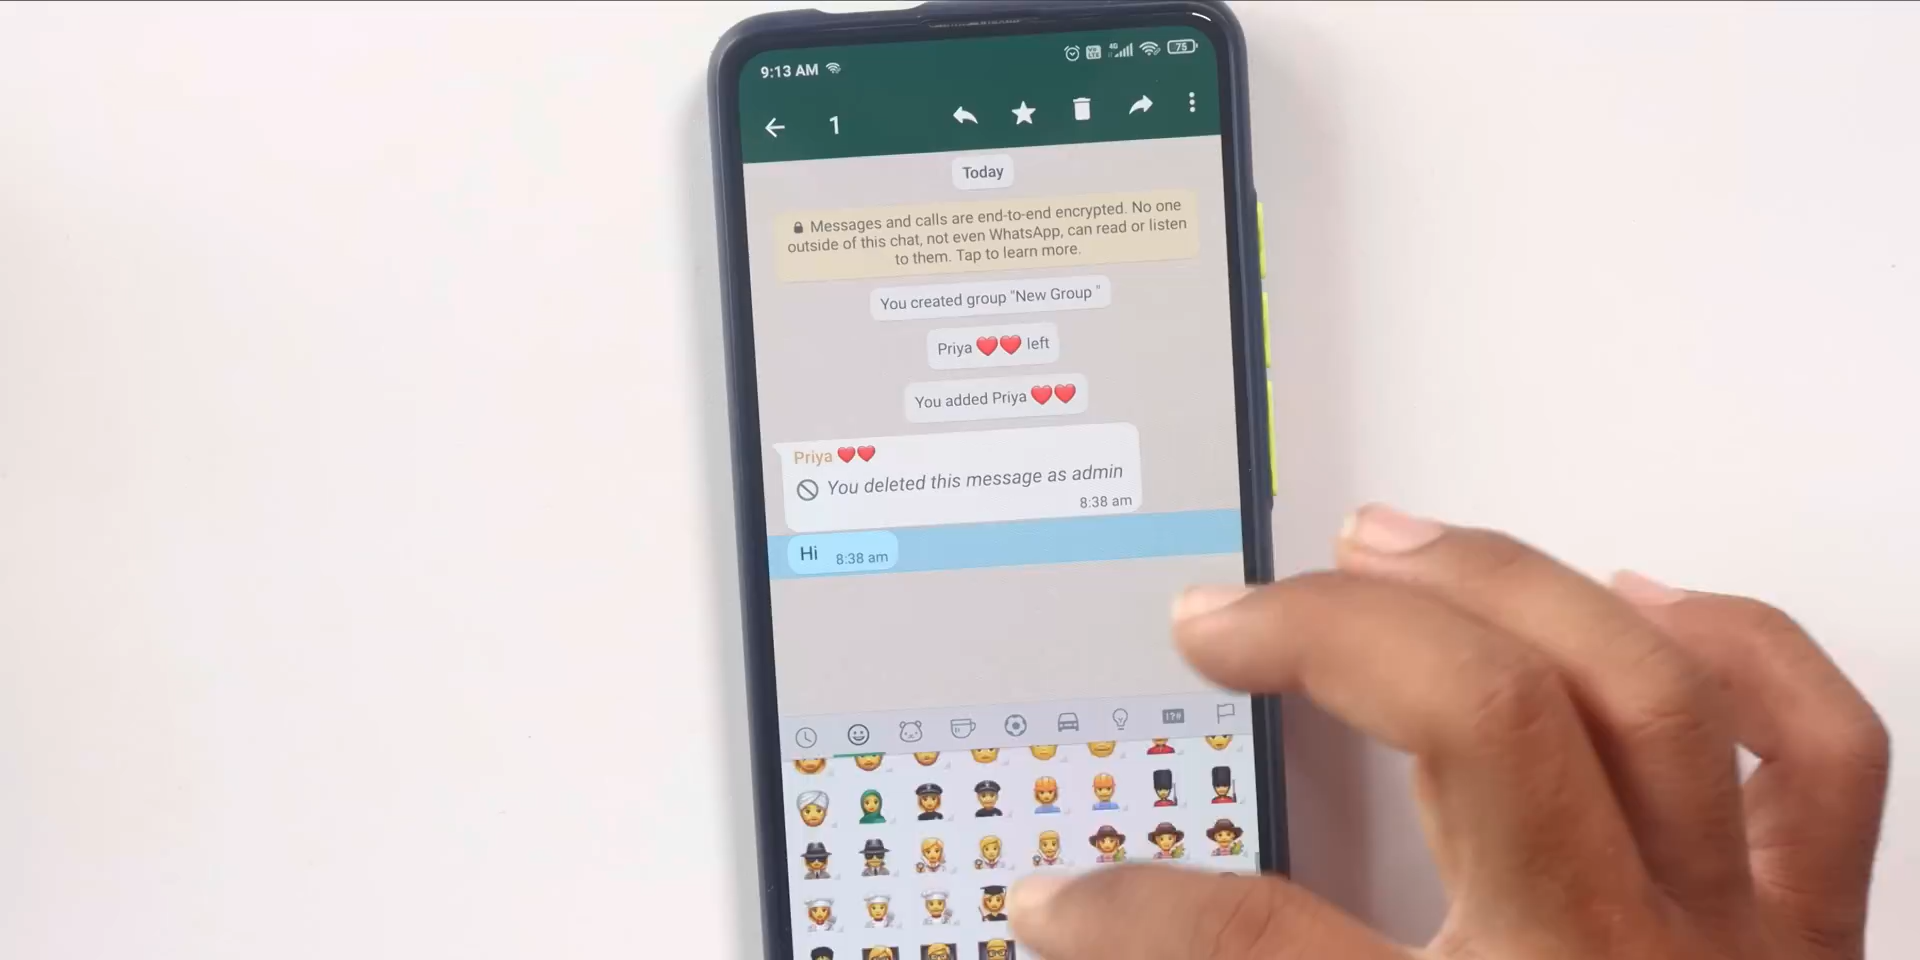 9:13 AM
4G
75
1
Today
Messages and calls are end-to-end encrypted. No one
outside of this chat, not even WhatsApp, can read or listen
to them. Tap to learn more.
You created group "New Group "
Priya ❤️❤️ left
You added Priya ❤️❤️
Priya ❤️❤️
You deleted this message as admin
8:38 am
Hi 8:38 am
!?#